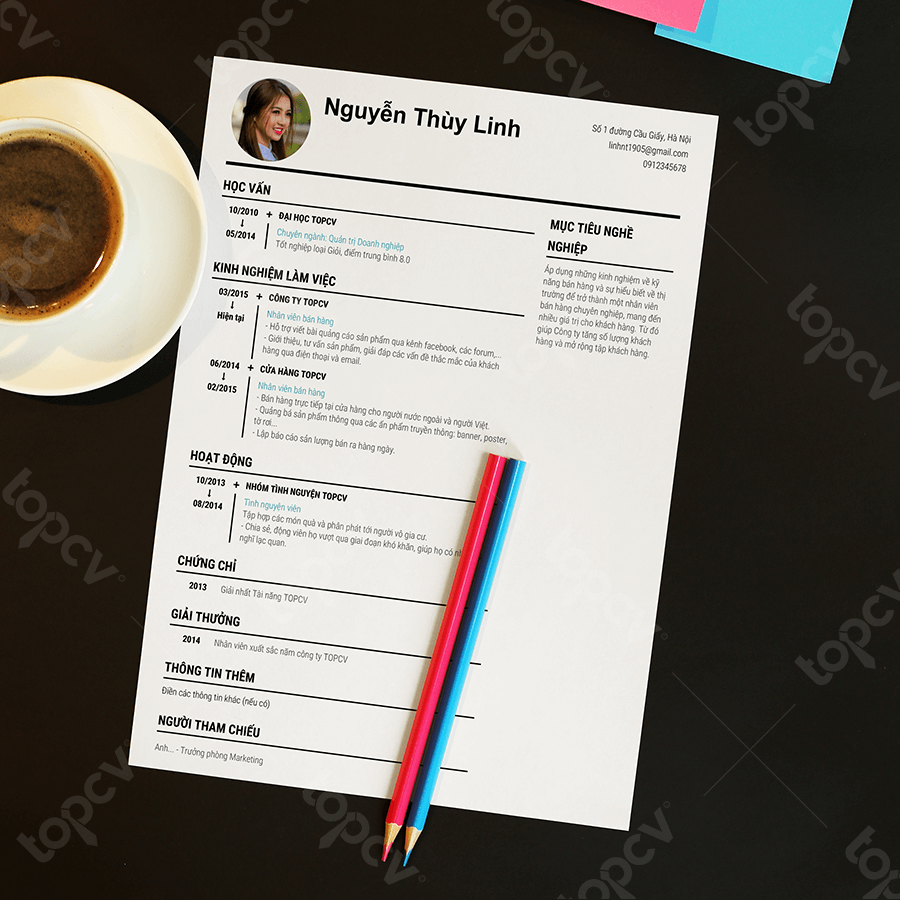 Nguyễn Thùy Linh
Số 1 đường Cầu Giấy, Hà Nội
linhnt1905@gmail.com
0912345678
HỌC VẤN
10/2010 + ĐẠI HỌC TOPCV
05/2014
Chuyên ngành: Quản trị Doanh nghiệp
Tốt nghiệp loại Giỏi, điểm trung bình 8.0
KINH NGHIỆM LÀM VIỆC
03/2015 + CÔNG TY TOPCV
Hiện tại
Nhân viên bán hàng
- Hỗ trợ viết bài quảng cáo sản phẩm qua kênh facebook, các forum,...
- Giới thiệu, tư vấn sản phẩm, giải đáp các vấn đề thắc mắc của khách
hàng qua điện thoại và email.
06/2014 + CỬA HÀNG TOPCV
02/2015
Nhân viên bán hàng
- Bán hàng trực tiếp tại cửa hàng cho người nước ngoài và người Việt.
- Quảng bá sản phẩm thông qua các ấn phẩm truyền thông: banner, poster,
tờ rơi...
- Lập báo cáo sản lượng bán ra hàng ngày.
HOẠT ĐỘNG
10/2013 + NHÓM TÌNH NGUYỆN TOPCV
08/2014
Tình nguyện viên
Tập hợp các món quà và phân phát tới người vô gia cư.
- Chia sẻ, động viên họ vượt qua giai đoạn khó khăn, giúp họ có
nghĩ lạc quan.
CHỨNG CHỈ
2013 Giải nhất Tài năng TOPCV
GIẢI THƯỞNG
2014 Nhân viên xuất sắc năm công ty TOPCV
THÔNG TIN THÊM
Điền các thông tin khác (nếu có)
NGƯỜI THAM CHIẾU
Anh... - Trưởng phòng Marketing
MỤC TIÊU NGHỀ
NGHIỆP
Áp dụng những kinh nghiệm về kỹ
năng bán hàng và sự hiểu biết về thị
trường để trở thành một nhân viên
bán hàng chuyên nghiệp, mang đến
nhiều giá trị cho khách hàng. Từ đó
giúp Công ty tăng số lượng khách
hàng và mở rộng tập khách hàng.
topcv
topcv
topcv
topcv
topcv
topcv
topcv
topcv
topcv